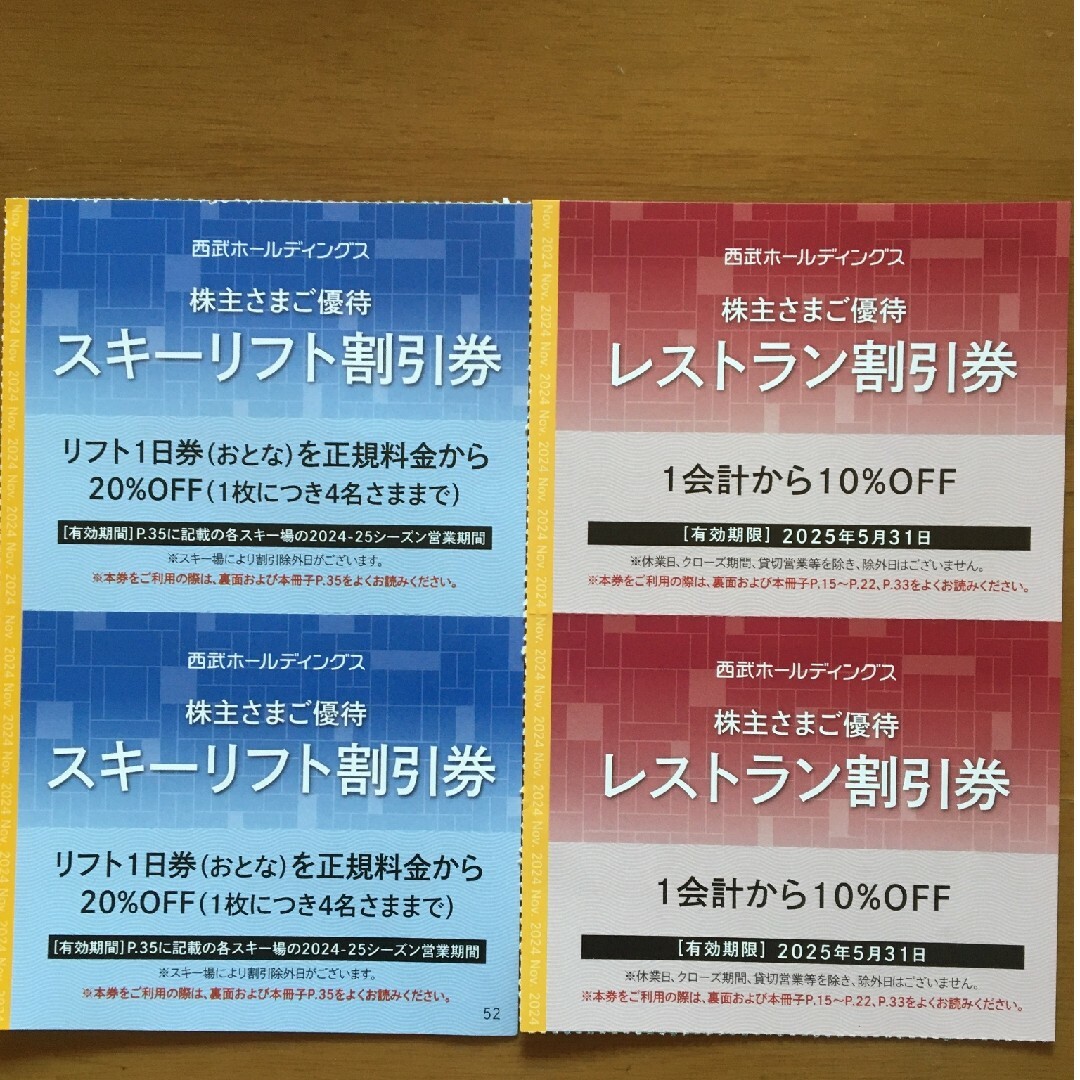 西武ホールディングス
株主さまご優待
スキーリフト割引券
リフト1日券(おとな)を正規料金から
20%OFF(1枚につき4名さままで)
[有効期間]P.35に記載の各スキー場の2024-25シーズン営業期間
※スキー場により割引除外日がございます。
※本券をご利用の際は、裏面および本冊子P.35をよくお読みください。
西武ホールディングス
株主さまご優待
スキーリフト割引券
リフト1日券(おとな)を正規料金から
20%OFF(1枚につき4名さままで)
[有効期間]P.35に記載の各スキー場の2024-25シーズン営業期間
※スキー場により割引除外日がございます。
※本券をご利用の際は、裏面および本冊子P.35をよくお読みください。
52
西武ホールディングス
株主さまご優待
レストラン割引券
1会計から10%OFF
[有効期限] 2025年5月31日
※休業日、クローズ期間、貸切営業等を除き、除外日はございません。
※本券をご利用の際は、裏面および本冊子P.15〜P.22、P.33をよくお読みください。
西武ホールディングス
株主さまご優待
レストラン割引券
1会計から10%OFF
[有効期限] 2025年5月31日
※休業日、クローズ期間、貸切営業等を除き、除外日はございません。
※本券をご利用の際は、裏面および本冊子P.15〜P.22、P.33をよくお読みください。
Nov. 2024 Nov. 2024 Nov. 2024 Nov. 2024 Nov. 2024
Nov. 2024 Nov. 2024 Nov. 2024 Nov. 2024 Nov. 2024